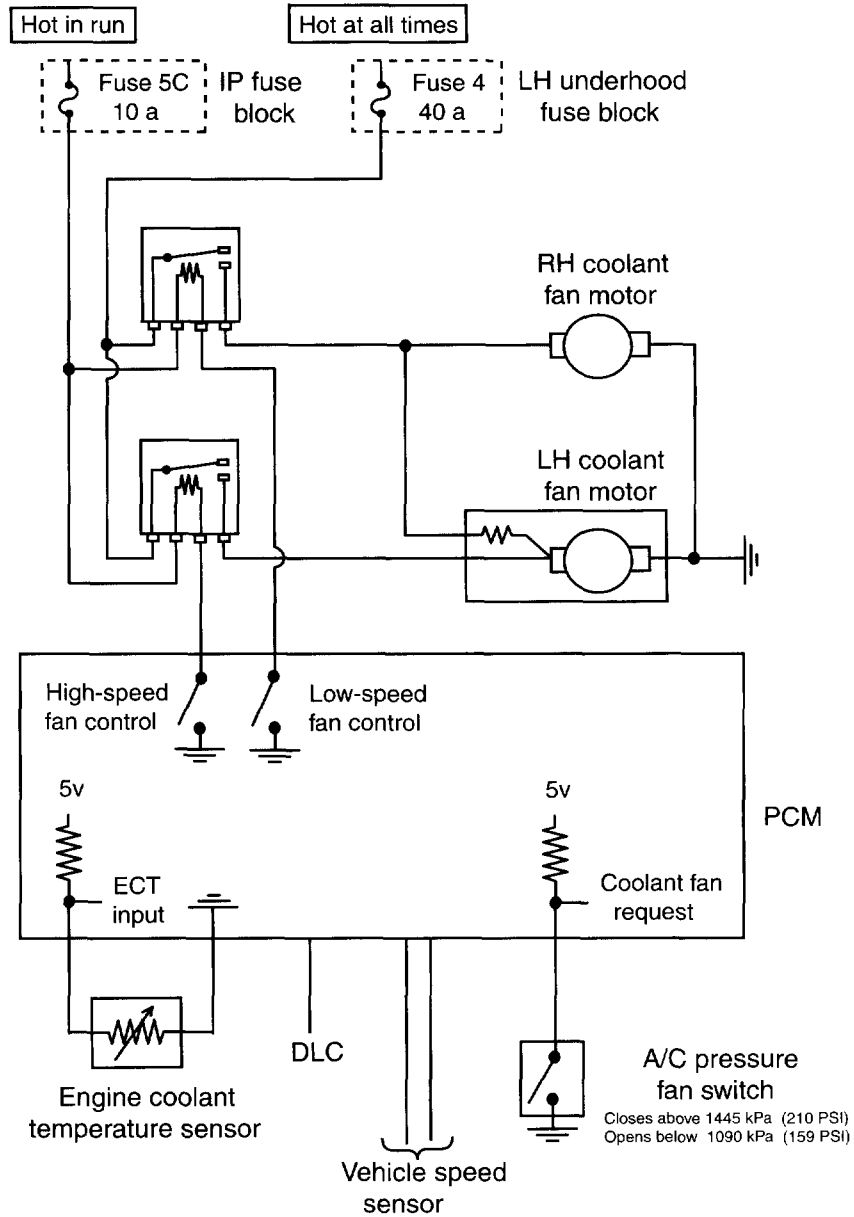 Hot in run
Hot at all times
Fuse 5C
10 a
IP fuse
block
Fuse 4
40 a
LH underhood
fuse block
RH coolant
fan motor
LH coolant
fan motor
High-speed
fan control
Low-speed
fan control
5v
5v
PCM
ECT
input
Coolant fan
request
DLC
Engine coolant
temperature sensor
A/C pressure
fan switch
Closes above 1445 kPa (210 PSI)
Opens below 1090 kPa (159 PSI)
Vehicle speed
sensor